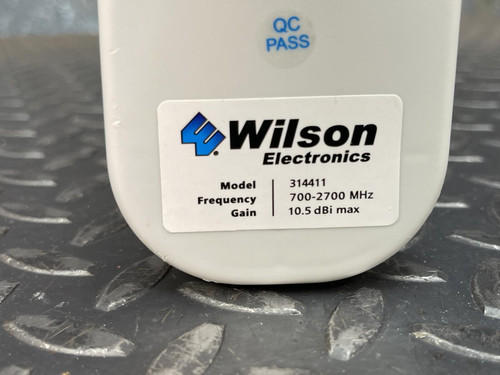 QC
PASS
Wilson
Electronics
Model 314411
Frequency 700-2700 MHz
Gain 10.5 dBi max